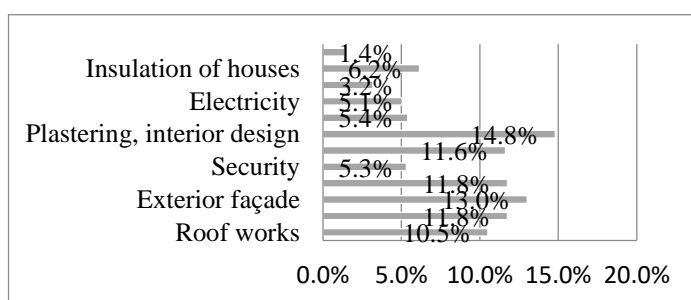 1.4%
Insulation of houses 6.2%
3.2%
Electricity 5.1%
5.4%
Plastering, interior design 14.8%
11.6%
Security 5.3%
11.8%
Exterior façade 13.0%
11.8%
Roof works 10.5%
0.0% 5.0% 10.0% 15.0% 20.0%